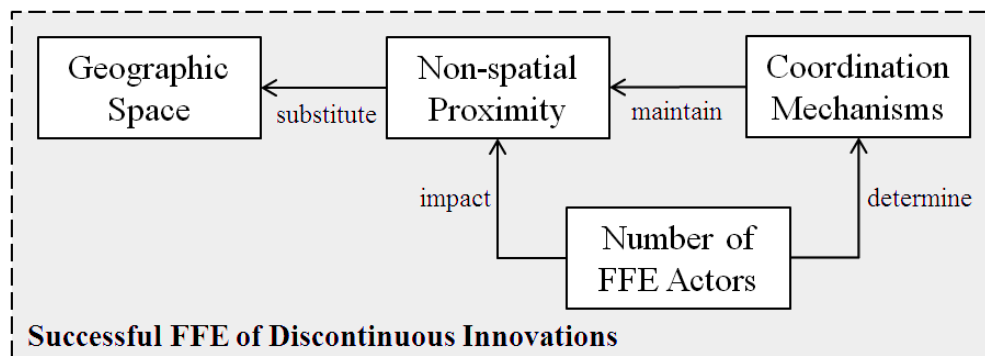 Geographic
Space
substitute
Non-spatial
Proximity
maintain
Coordination
Mechanisms
impact
determine
Number of
FFE Actors
Successful FFE of Discontinuous Innovations